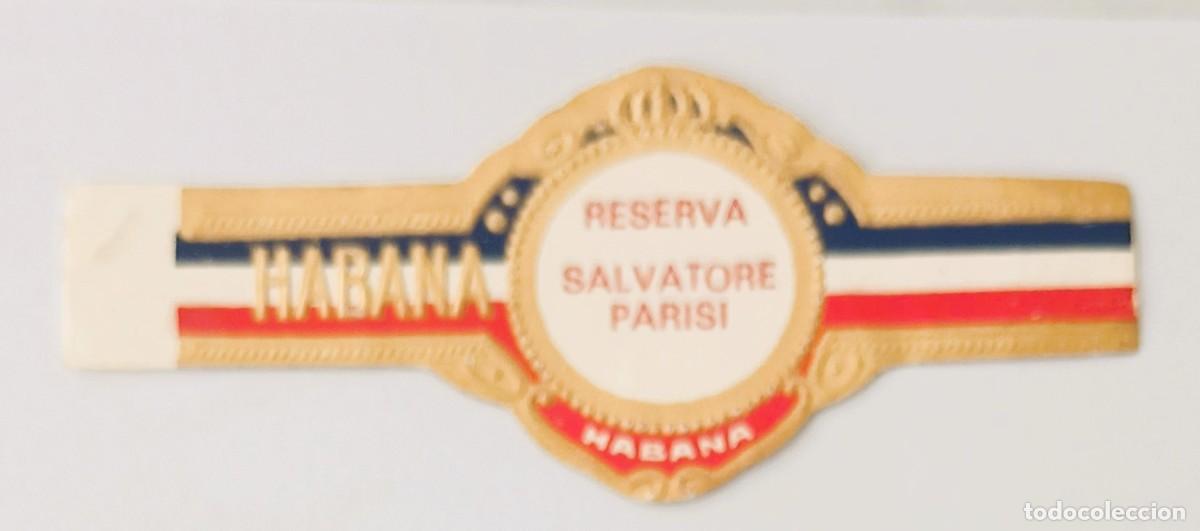 RESERVA
SALVATORE
PARISI
HABANA
HABANA
todocoleccion